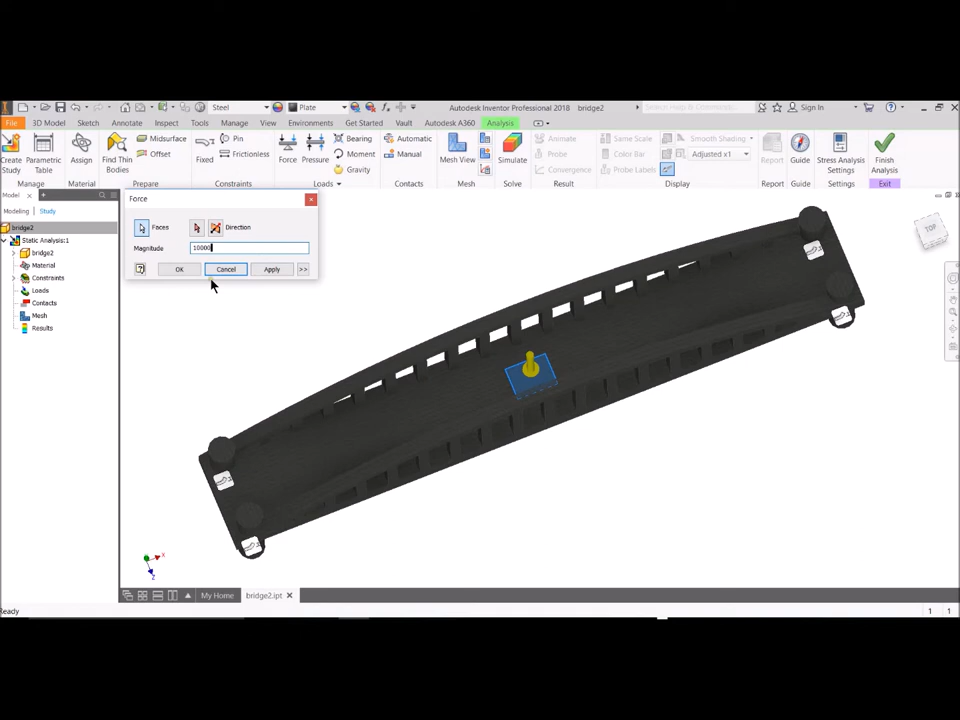 Steel
Plate
Autodesk Inventor Professional 2018 bridge2
Search Help & Commands...
Sign In
File 3D Model Sketch Annotate Inspect Tools Manage View Environments Get Started Vault Autodesk A360 Analysis
Create Study
Parametric Table
Assign
Find Thin Bodies
Midsurface
Offset
Fixed
Pin
Frictionless
Force
Pressure
Bearing
Moment
Gravity
Automatic
Manual
Mesh View
Simulate
Animate
Probe
Convergence
Same Scale
Color Bar
Probe Labels
Smooth Shading
Adjusted x1
Report
Guide
Stress Analysis Settings
Finish Analysis
Manage Material Prepare Constraints Loads Contacts Mesh Solve Result Display Report Guide Settings Exit
Model
Modeling Study
bridge2
Static Analysis:1
bridge2
Material
Constraints
Loads
Contacts
Mesh
Results
Force
Faces
Direction
Magnitude 10000
OK Cancel Apply >>
TOP
X
Z
My Home bridge2.ipt
Ready
1 1